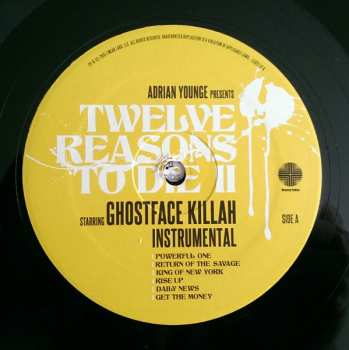 ADRIAN YOUNGE PRESENTS
TWELVE
REASONS
TO DIE II
STARRING GHOSTFACE KILLAH
INSTRUMENTAL
SIDE A
POWERFUL ONE
RETURN OF THE SAVAGE
KING OF NEW YORK
RISE UP
DAILY NEWS
GET THE MONEY